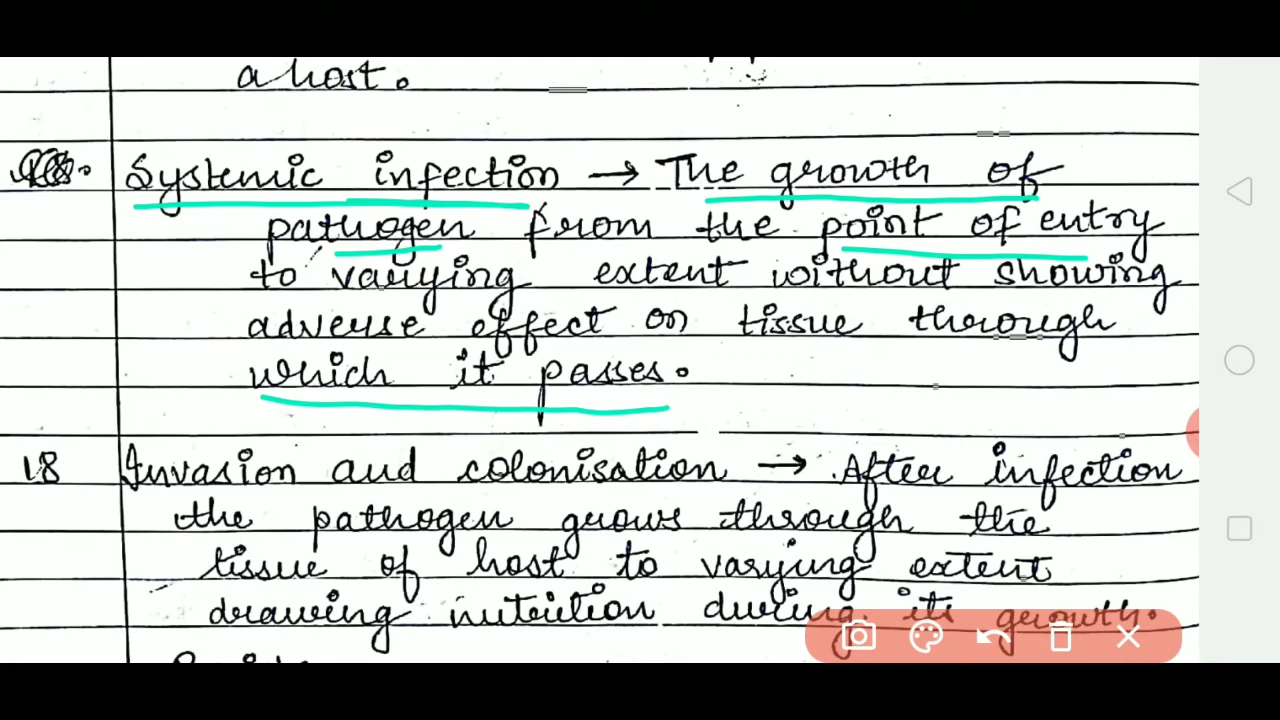 a host.
Systemic infection → The growth of
pathogen from the point of entry
to varying extent without showing
adverse effect on tissue through
which it passes.
18 Invasion and colonisation → After infection
the pathogen grows through the
tissue of host to varying extent
drawing nutrition during its growth.